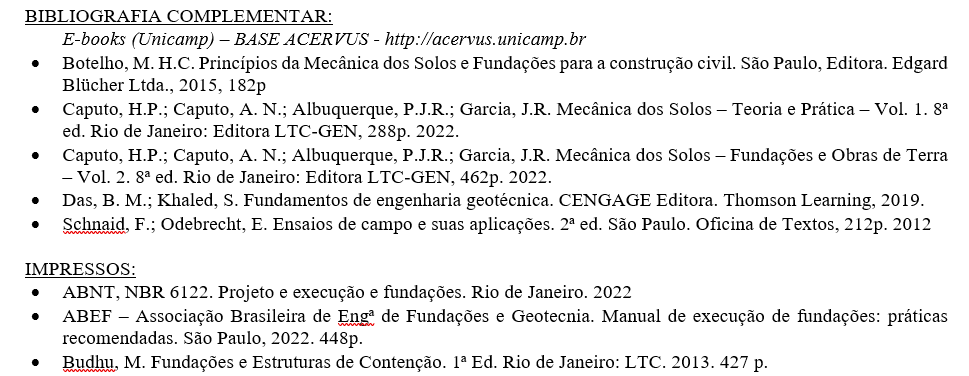 BIBLIOGRAFIA COMPLEMENTAR:
E-books (Unicamp) – BASE ACERVUS - http://acervus.unicamp.br
• Botelho, M. H.C. Princípios da Mecânica dos Solos e Fundações para a construção civil. São Paulo, Editora. Edgard
Blücher Ltda., 2015, 182p
• Caputo, H.P.; Caputo, A. N.; Albuquerque, P.J.R.; Garcia, J.R. Mecânica dos Solos – Teoria e Prática – Vol. 1. 8ª
ed. Rio de Janeiro: Editora LTC-GEN, 288p. 2022.
• Caputo, H.P.; Caputo, A. N.; Albuquerque, P.J.R.; Garcia, J.R. Mecânica dos Solos – Fundações e Obras de Terra
– Vol. 2. 8ª ed. Rio de Janeiro: Editora LTC-GEN, 462p. 2022.
• Das, B. M.; Khaled, S. Fundamentos de engenharia geotécnica. CENGAGE Editora. Thomson Learning, 2019.
• Schnaid, F.; Odebrecht, E. Ensaios de campo e suas aplicações. 2ª ed. São Paulo. Oficina de Textos, 212p. 2012
IMPRESSOS:
• ABNT, NBR 6122. Projeto e execução e fundações. Rio de Janeiro. 2022
• ABEF – Associação Brasileira de Engª de Fundações e Geotecnia. Manual de execução de fundações: práticas
recomendadas. São Paulo, 2022. 448p.
• Budhu, M. Fundações e Estruturas de Contenção. 1ª Ed. Rio de Janeiro: LTC. 2013. 427 p.